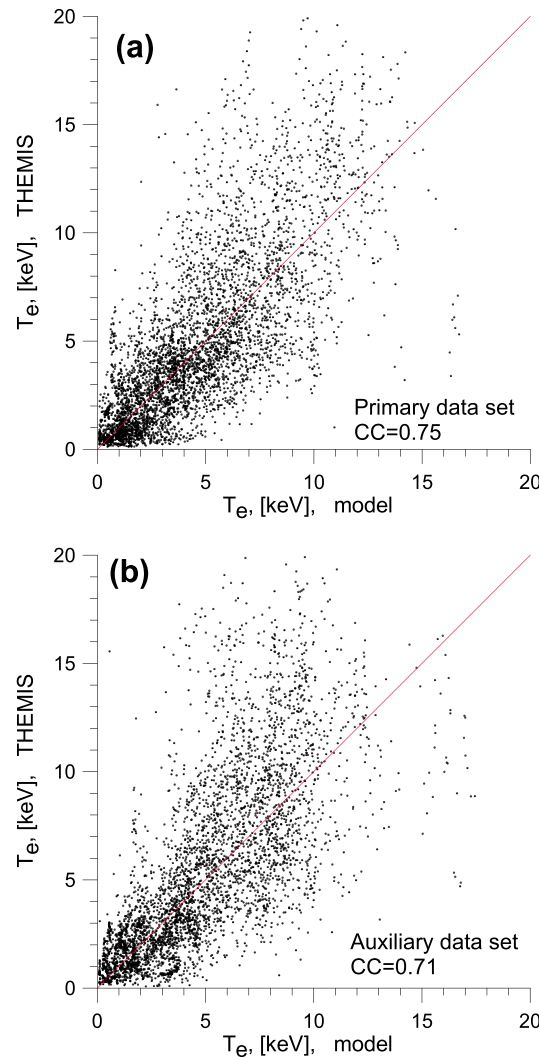 (a)
20
15
10
5
0
Te, [keV], THEMIS
Primary data set
CC=0.75
0 5 10 15 20
Te, [keV], model
(b)
20
15
10
5
0
Te, [keV], THEMIS
Auxiliary data set
CC=0.71
0 5 10 15 20
Te, [keV], model